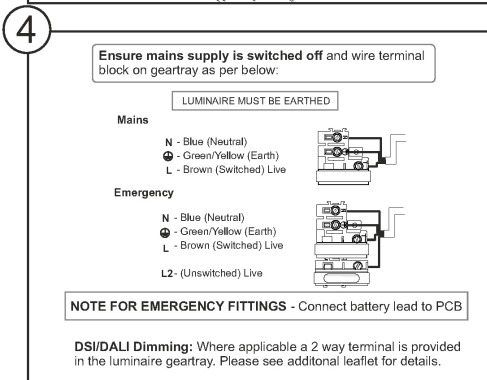 4
Ensure mains supply is switched off and wire terminal
block on geartray as per below:
LUMINAIRE MUST BE EARTHED
Mains
N - Blue (Neutral)
- Green/Yellow (Earth)
L - Brown (Switched) Live
Emergency
N - Blue (Neutral)
- Green/Yellow (Earth)
L - Brown (Switched) Live
L2- (Unswitched) Live
NOTE FOR EMERGENCY FITTINGS - Connect battery lead to PCB
DSI/DALI Dimming: Where applicable a 2 way terminal is provided
in the luminaire geartray. Please see additonal leaflet for details.